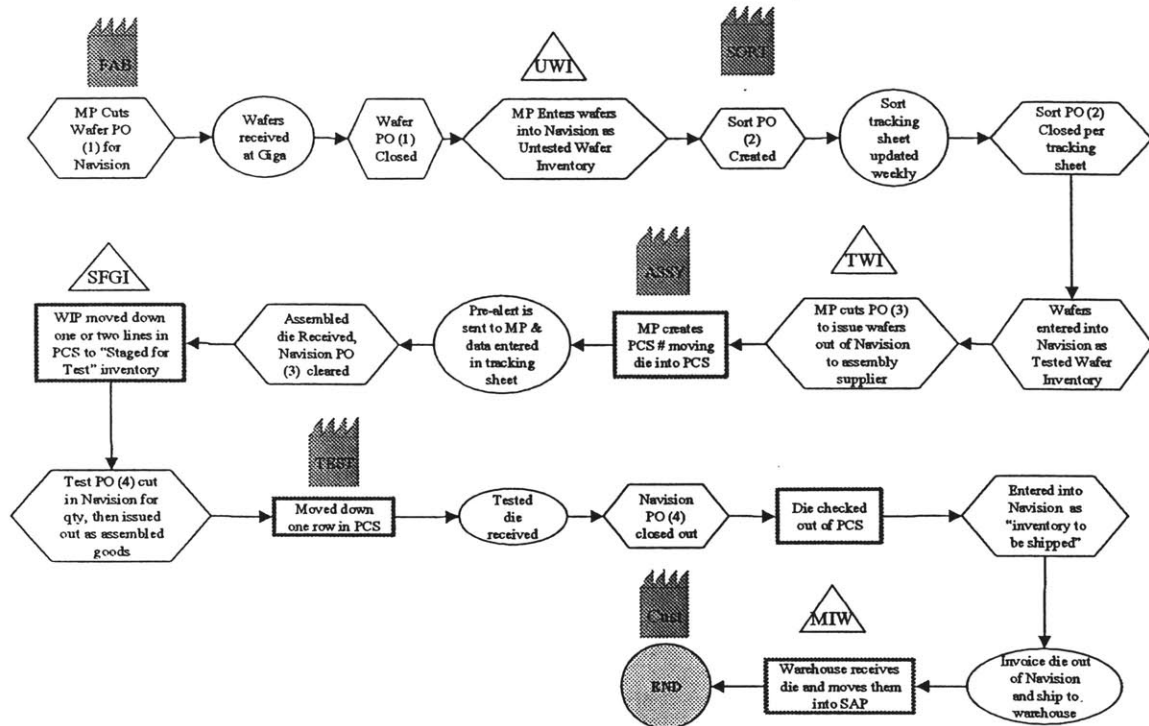 FAB
UWI
SORT
MP Cuts
Wafer PO
(1) for
Navision
Wafers
received
at Giga
Wafer
PO (1)
Closed
MP Enters wafers
into Navision as
Untested Wafer
Inventory
Sort PO
(2)
Created
Sort
tracking
sheet
updated
weekly
Sort PO (2)
Closed per
tracking
sheet
SFGI
ASSY
TWI
WIP moved down
one or two lines in
PCS to "Staged for
Test" inventory
Assembled
die Received,
Navision PO
(3) cleared
Pre-alert is
sent to MP &
data entered
in tracking
sheet
MP creates
PCS # moving
die into PCS
MP cuts PO (3)
to issue wafers
out of Navision
to assembly
supplier
Wafers
entered into
Navision as
Tested Wafer
Inventory
TEST
Test PO (4) cut
in Navision for
qty, then issued
out as assembled
goods
Moved down
one row in PCS
Tested
die
received
Navision
PO (4)
closed out
Die checked
out of PCS
Entered into
Navision as
"inventory to
be shipped"
Cust
MIW
END
Warehouse receives
die and moves them
into SAP
Invoice die out
of Navision
and ship to
warehouse